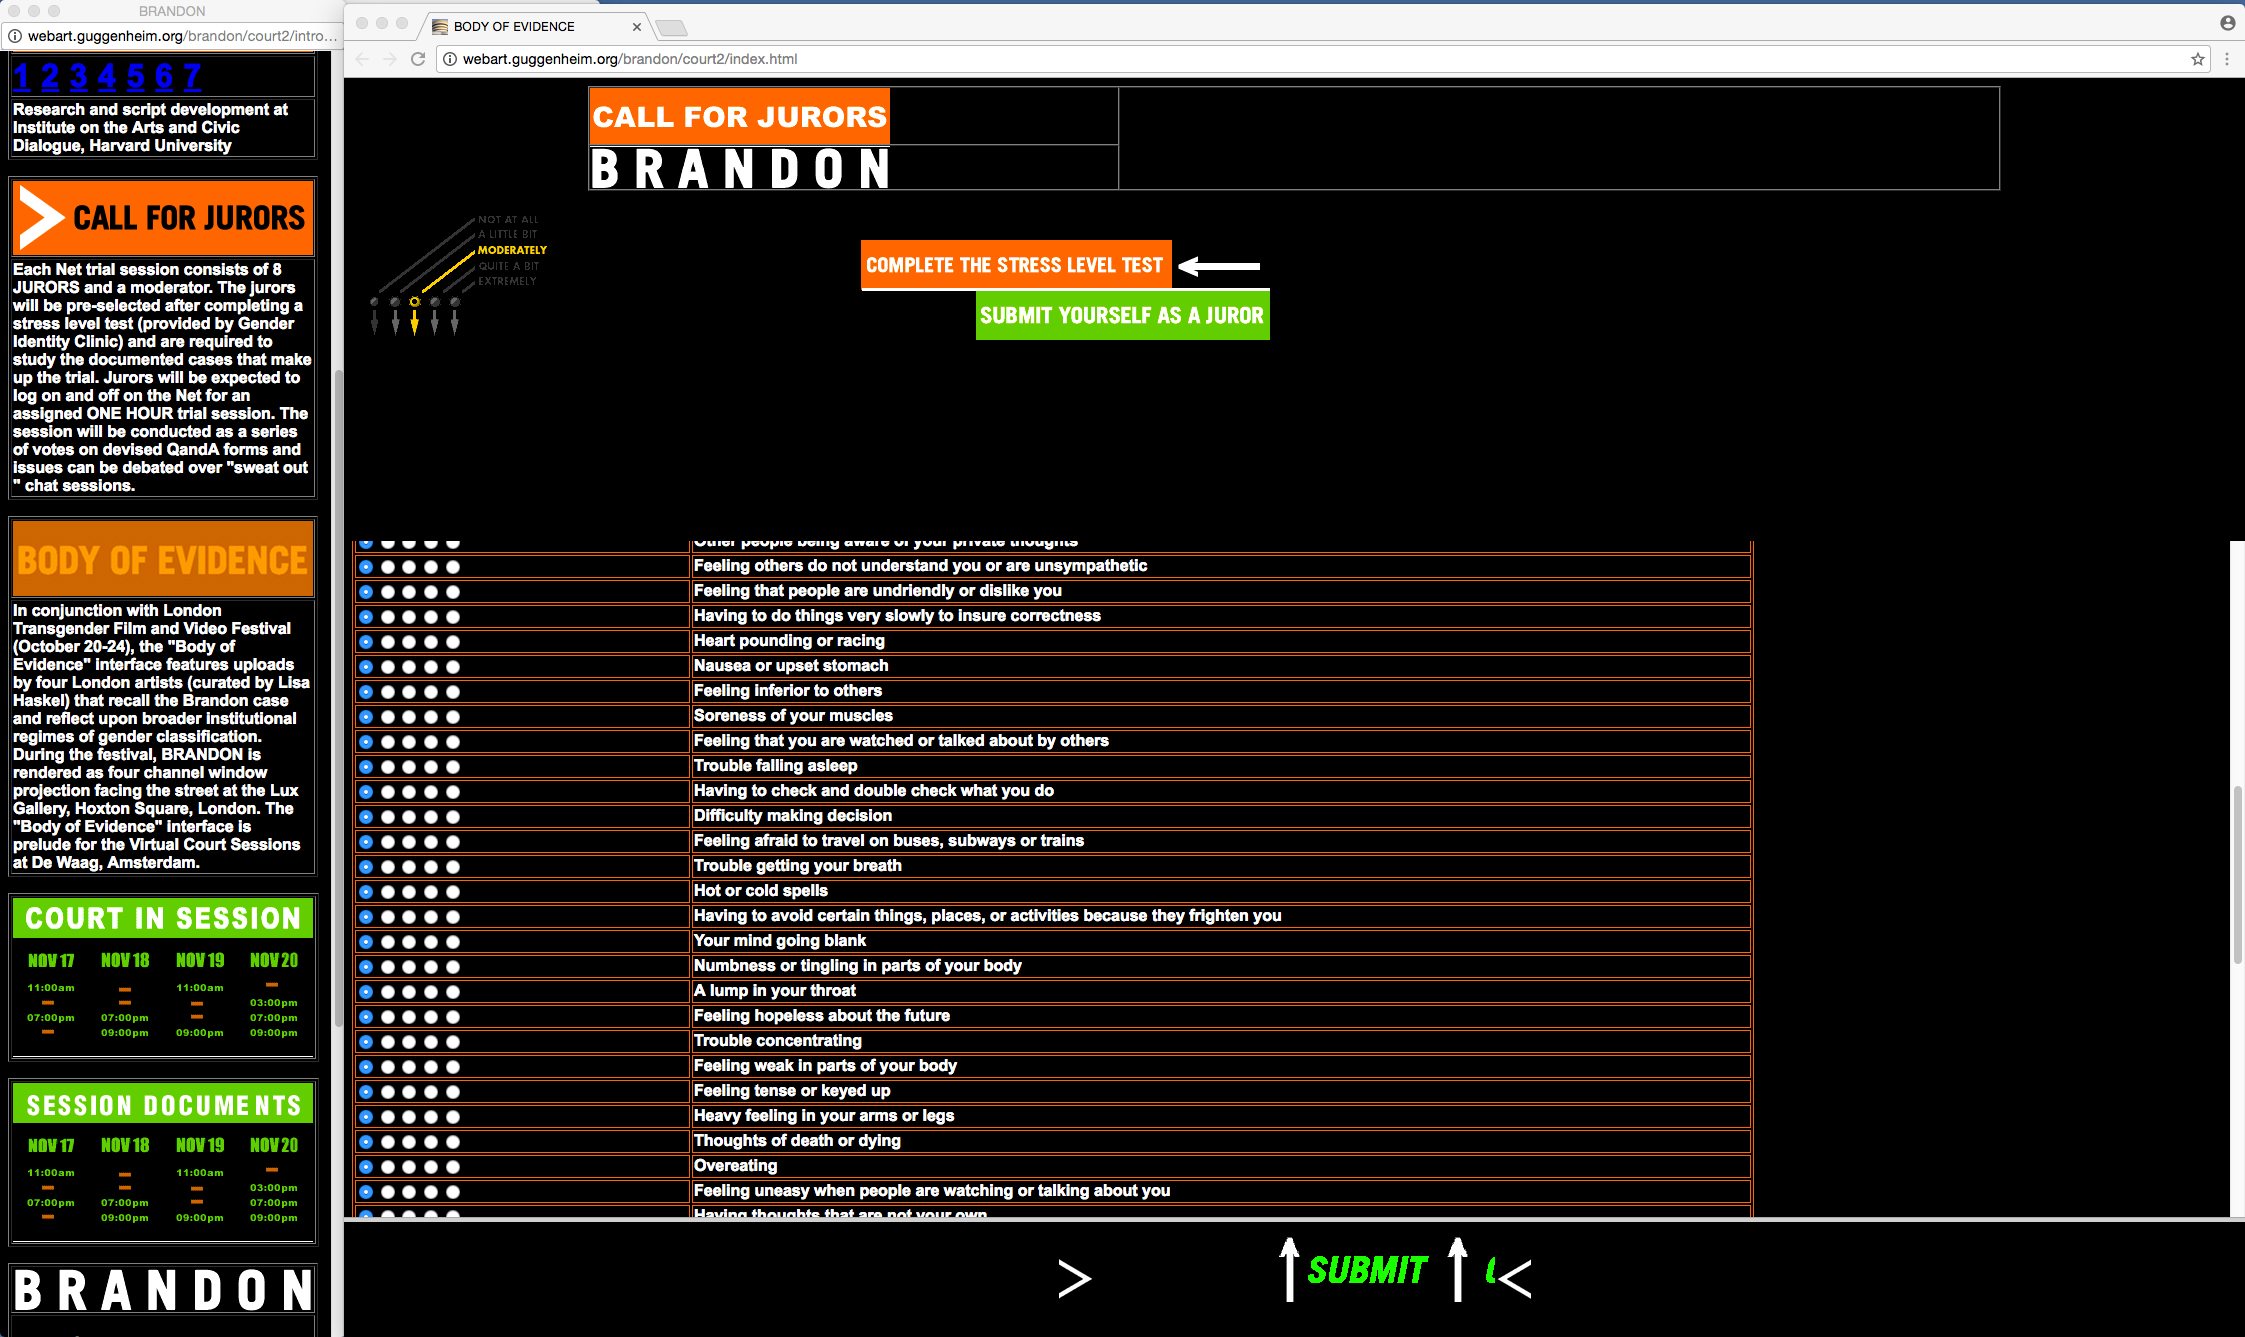 BRANDON
webart.guggenheim.org/brandon/court2/intro...
1 2 3 4 5 6 7
Research and script development at
Institute on the Arts and Civic
Dialogue, Harvard University
CALL FOR JURORS
Each Net trial session consists of 8
JURORS and a moderator. The jurors
will be pre-selected after completing a
stress level test (provided by Gender
Identity Clinic) and are required to
study the documented cases that make
up the trial. Jurors will be expected to
log on and off on the Net for an
assigned ONE HOUR trial session. The
session will be conducted as a series
of votes on devised QandA forms and
issues can be debated over "sweat out
" chat sessions.
BODY OF EVIDENCE
In conjunction with London
Transgender Film and Video Festival
(October 20-24), the "Body of
Evidence" interface features uploads
by four London artists (curated by Lisa
Haskel) that recall the Brandon case
and reflect upon broader institutional
regimes of gender classification.
During the festival, BRANDON is
rendered as four channel window
projection facing the street at the Lux
Gallery, Hoxton Square, London. The
"Body of Evidence" interface is
prelude for the Virtual Court Sessions
at De Waag, Amsterdam.
COURT IN SESSION
NOV 17 NOV 18 NOV 19 NOV 20
11:00am 11:00am
03:00pm
07:00pm 07:00pm 07:00pm
09:00pm 09:00pm 09:00pm
SESSION DOCUMENTS
NOV 17 NOV 18 NOV 19 NOV 20
11:00am 11:00am
03:00pm
07:00pm 07:00pm 07:00pm
09:00pm 09:00pm 09:00pm
BRANDON
BODY OF EVIDENCE
webart.guggenheim.org/brandon/court2/index.html
CALL FOR JURORS
BRANDON
NOT AT ALL
A LITTLE BIT
MODERATELY
QUITE A BIT
EXTREMELY
COMPLETE THE STRESS LEVEL TEST
SUBMIT YOURSELF AS A JUROR
Other people being aware of your private thoughts
Feeling others do not understand you or are unsympathetic
Feeling that people are undriendly or dislike you
Having to do things very slowly to insure correctness
Heart pounding or racing
Nausea or upset stomach
Feeling inferior to others
Soreness of your muscles
Feeling that you are watched or talked about by others
Trouble falling asleep
Having to check and double check what you do
Difficulty making decision
Feeling afraid to travel on buses, subways or trains
Trouble getting your breath
Hot or cold spells
Having to avoid certain things, places, or activities because they frighten you
Your mind going blank
Numbness or tingling in parts of your body
A lump in your throat
Feeling hopeless about the future
Trouble concentrating
Feeling weak in parts of your body
Feeling tense or keyed up
Heavy feeling in your arms or legs
Thoughts of death or dying
Overeating
Feeling uneasy when people are watching or talking about you
Having thoughts that are not your own
> SUBMIT <